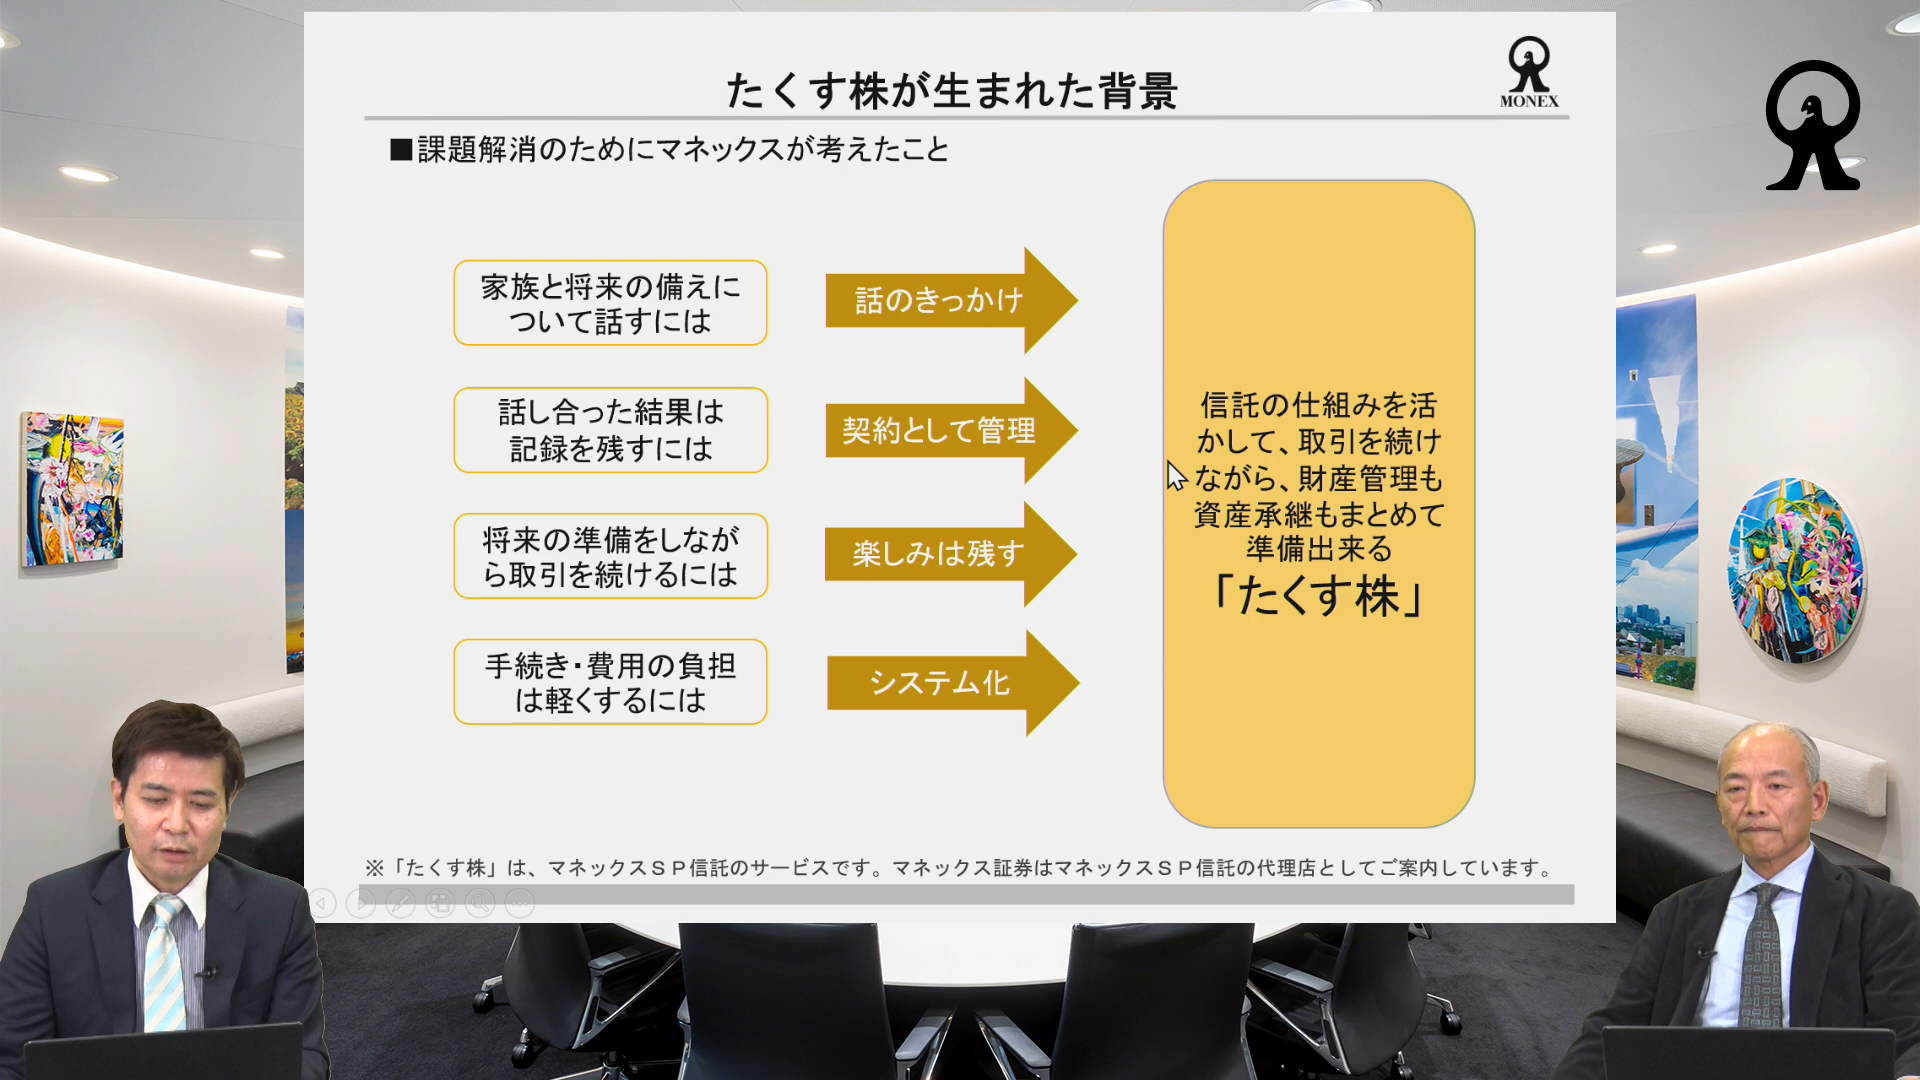 たくす株が生まれた背景
MONEX
■課題解消のためにマネックスが考えたこと
家族と将来の備えに
ついて話すには
話のきっかけ
話し合った結果は
記録を残すには
契約として管理
将来の準備をしなが
ら取引を続けるには
楽しみは残す
手続き・費用の負担
は軽くするには
システム化
信託の仕組みを活
かして、取引を続け
ながら、財産管理も
資産承継もまとめて
準備出来る
「たくす株」
※「たくす株」は、マネックスＳＰ信託のサービスです。マネックス証券はマネックスＳＰ信託の代理店としてご案内しています。